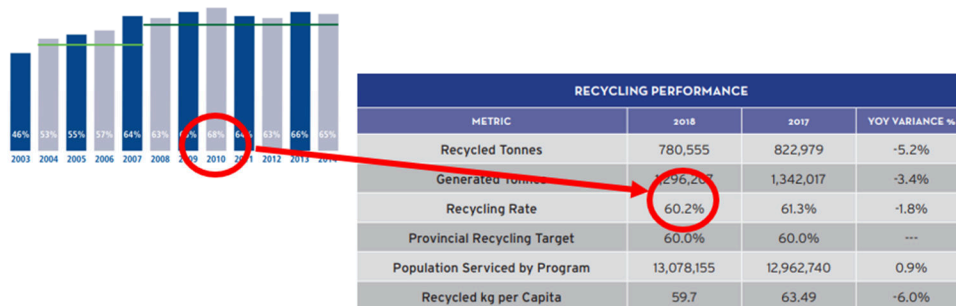 46% 53% 55% 57% 64% 63% 68% 63% 66% 65%
2003 2004 2005 2006 2007 2008 2009 2010 2011 2012 2013
RECYCLING PERFORMANCE
METRIC 2018 2017 YOY VARIANCE %
Recycled Tonnes 780,555 822,979 -5.2%
Generated 1,342,017 -3.4%
Recycling Rate 60.2% 61.3% -1.8%
Provincial Recycling Target 60.0% 60.0% ---
Population Serviced by Program 13,078,155 12,962,740 0.9%
Recycled kg per Capita 59.7 63.49 -6.0%